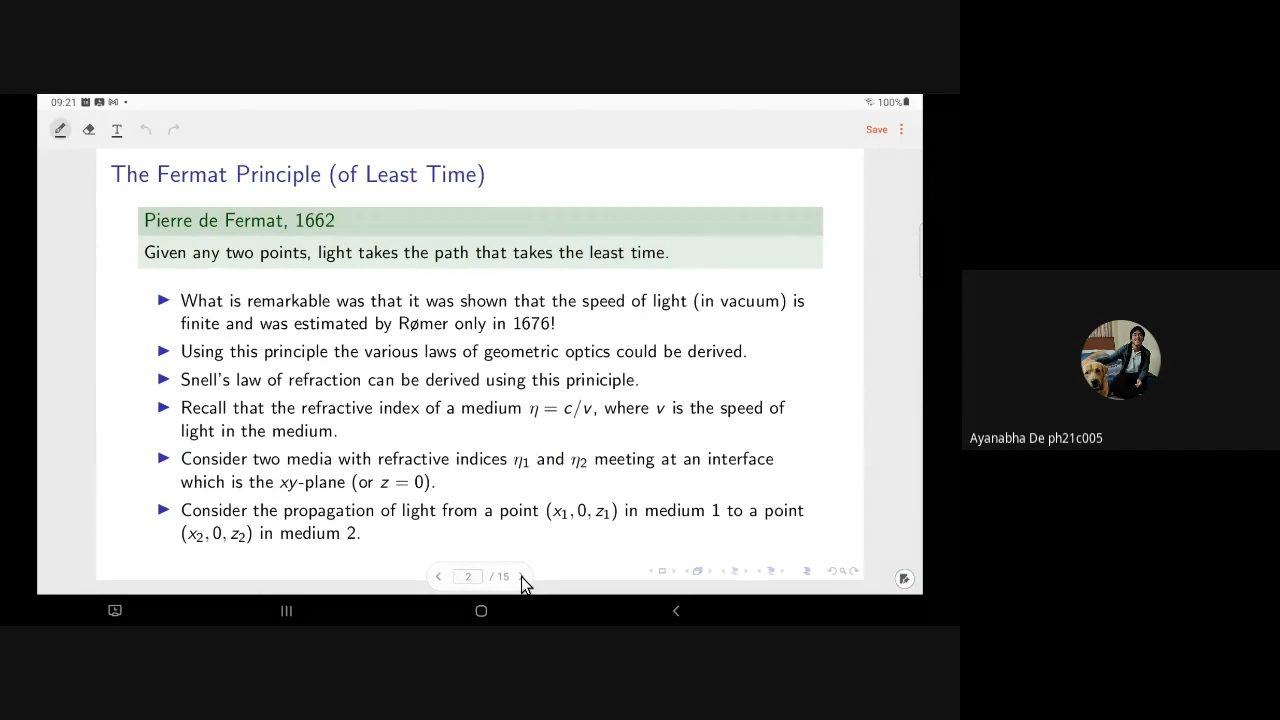 09:21
100%
Save
The Fermat Principle (of Least Time)
Pierre de Fermat, 1662
Given any two points, light takes the path that takes the least time.
▶ What is remarkable was that it was shown that the speed of light (in vacuum) is
finite and was estimated by Rømer only in 1676!
▶ Using this principle the various laws of geometric optics could be derived.
▶ Snell's law of refraction can be derived using this priniciple.
▶ Recall that the refractive index of a medium η = c/v, where v is the speed of
light in the medium.
▶ Consider two media with refractive indices η₁ and η₂ meeting at an interface
which is the xy-plane (or z = 0).
▶ Consider the propagation of light from a point (x₁, 0, z₁) in medium 1 to a point
(x₂, 0, z₂) in medium 2.
2 / 15
Ayanabha De ph21c005